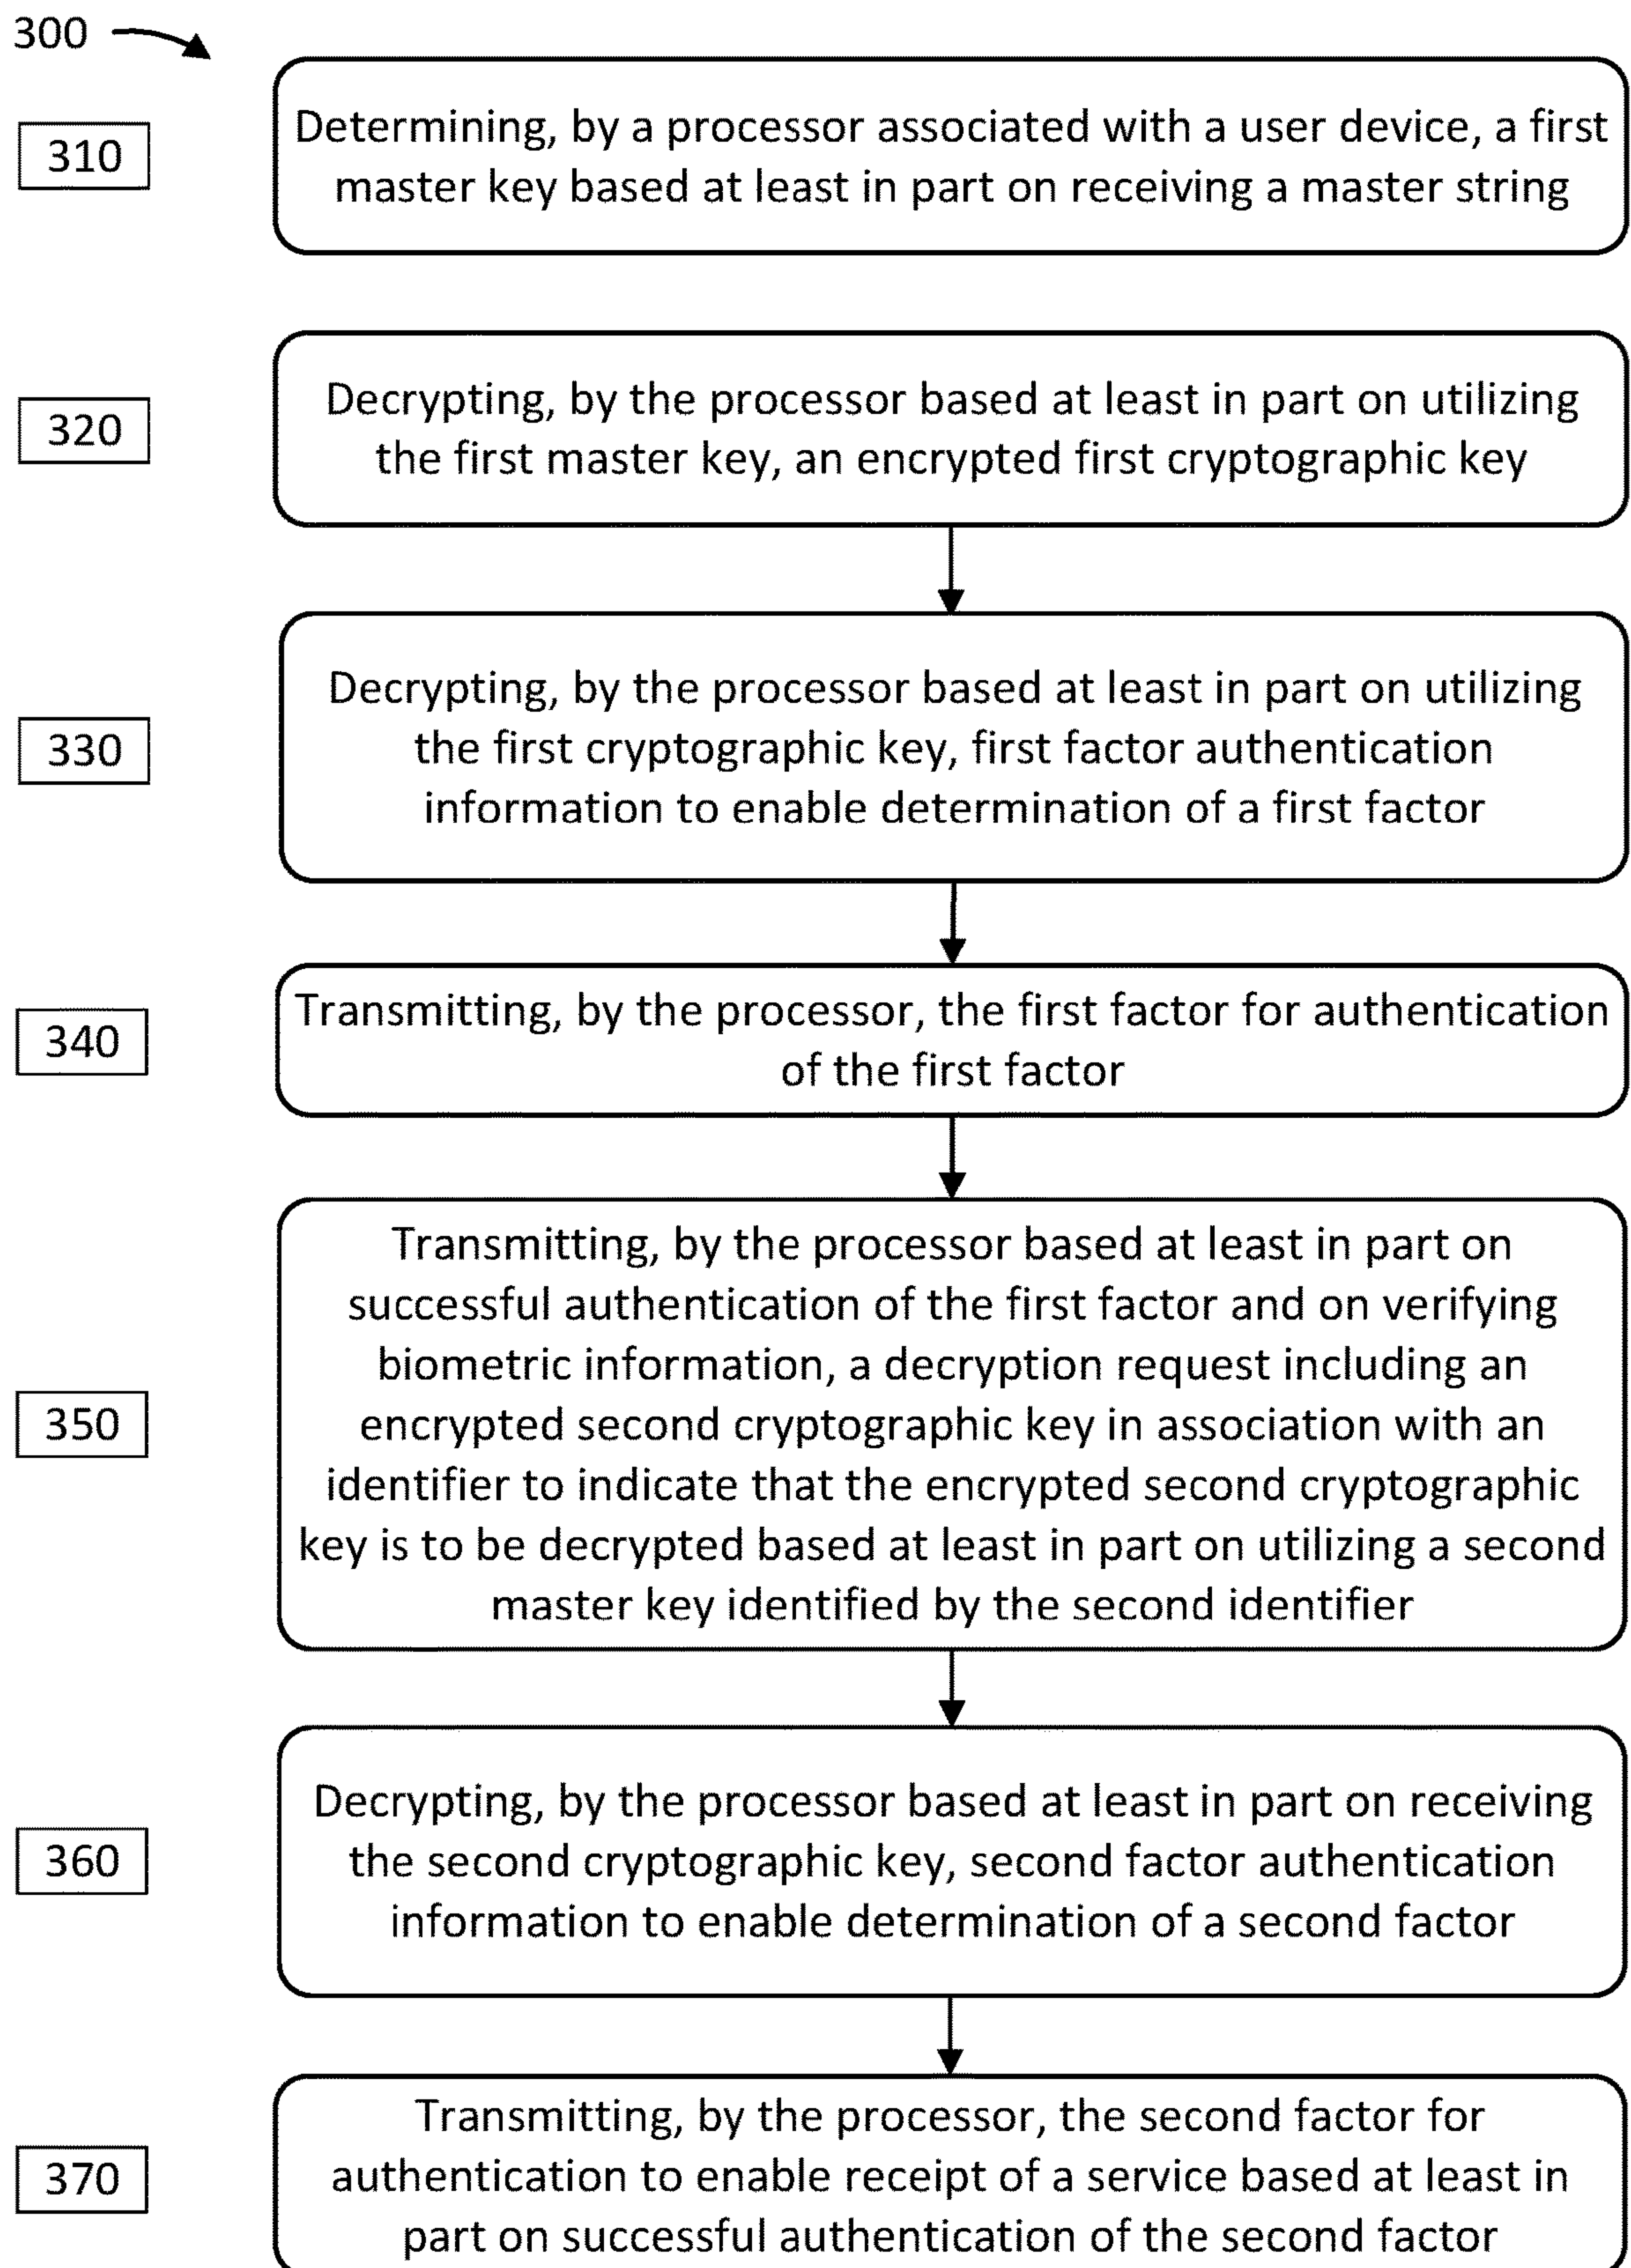 300
310
Determining, by a processor associated with a user device, a first
master key based at least in part on receiving a master string
320
Decrypting, by the processor based at least in part on utilizing
the first master key, an encrypted first cryptographic key
330
Decrypting, by the processor based at least in part on utilizing
the first cryptographic key, first factor authentication
information to enable determination of a first factor
340
Transmitting, by the processor, the first factor for authentication
of the first factor
350
Transmitting, by the processor based at least in part on
successful authentication of the first factor and on verifying
biometric information, a decryption request including an
encrypted second cryptographic key in association with an
identifier to indicate that the encrypted second cryptographic
key is to be decrypted based at least in part on utilizing a second
master key identified by the second identifier
360
Decrypting, by the processor based at least in part on receiving
the second cryptographic key, second factor authentication
information to enable determination of a second factor
370
Transmitting, by the processor, the second factor for
authentication to enable receipt of a service based at least in
part on successful authentication of the second factor